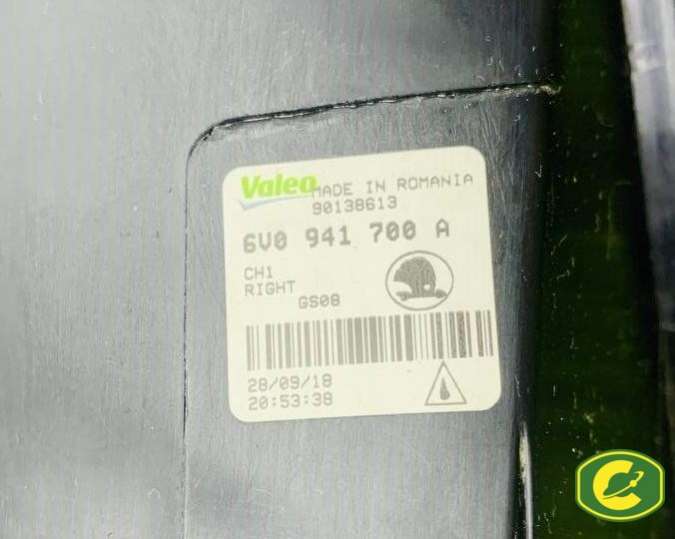 Valeo MADE IN ROMANIA
90138613
6V0 941 700 A
CH1
RIGHT
GS08
28/09/18
20:53:38
C